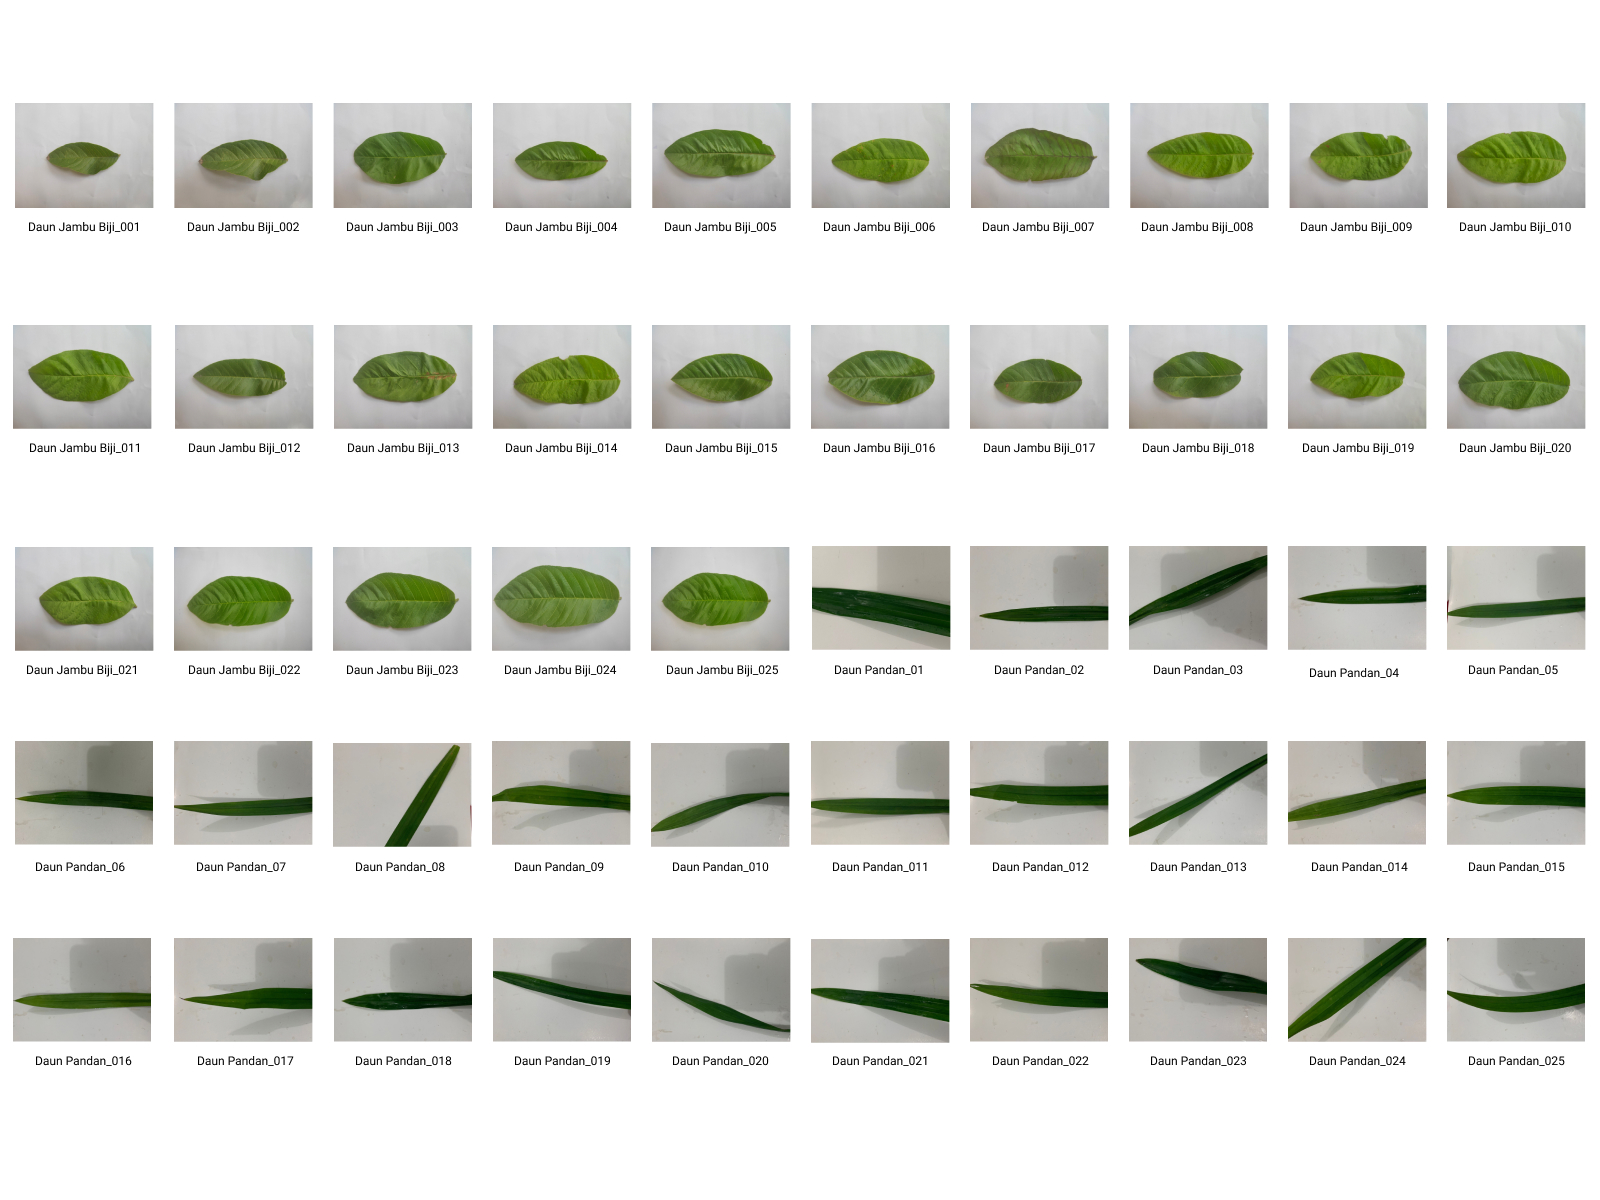 Daun Jambu Biji_001
Daun Jambu Biji_002
Daun Jambu Biji_003
Daun Jambu Biji_004
Daun Jambu Biji_005
Daun Jambu Biji_006
Daun Jambu Biji_007
Daun Jambu Biji_008
Daun Jambu Biji_009
Daun Jambu Biji_010
Daun Jambu Biji_011
Daun Jambu Biji_012
Daun Jambu Biji_013
Daun Jambu Biji_014
Daun Jambu Biji_015
Daun Jambu Biji_016
Daun Jambu Biji_017
Daun Jambu Biji_018
Daun Jambu Biji_019
Daun Jambu Biji_020
Daun Jambu Biji_021
Daun Jambu Biji_022
Daun Jambu Biji_023
Daun Jambu Biji_024
Daun Jambu Biji_025
Daun Pandan_01
Daun Pandan_02
Daun Pandan_03
Daun Pandan_04
Daun Pandan_05
Daun Pandan_06
Daun Pandan_07
Daun Pandan_08
Daun Pandan_09
Daun Pandan_010
Daun Pandan_011
Daun Pandan_012
Daun Pandan_013
Daun Pandan_014
Daun Pandan_015
Daun Pandan_016
Daun Pandan_017
Daun Pandan_018
Daun Pandan_019
Daun Pandan_020
Daun Pandan_021
Daun Pandan_022
Daun Pandan_023
Daun Pandan_024
Daun Pandan_025